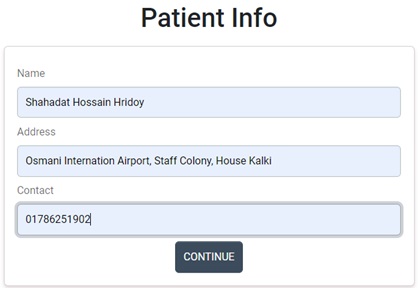 Patient Info
Name
Shahadat Hossain Hridoy
Address
Osmani Internation Airport, Staff Colony, House Kalki
Contact
01786251902
CONTINUE